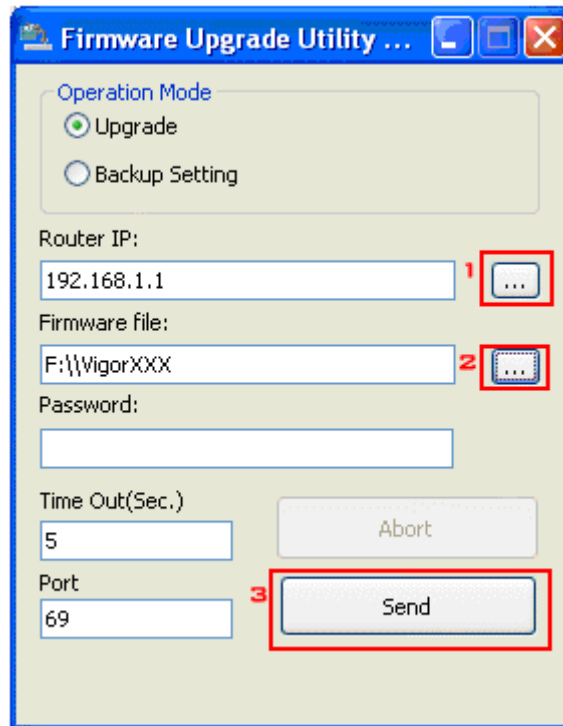 Firmware Upgrade Utility ...
Operation Mode
Upgrade
Backup Setting
Router IP:
192.168.1.1
1
...
Firmware file:
F:\\VigorXXX
2
...
Password:
Time Out(Sec.)
5
Abort
Port
69
3
Send